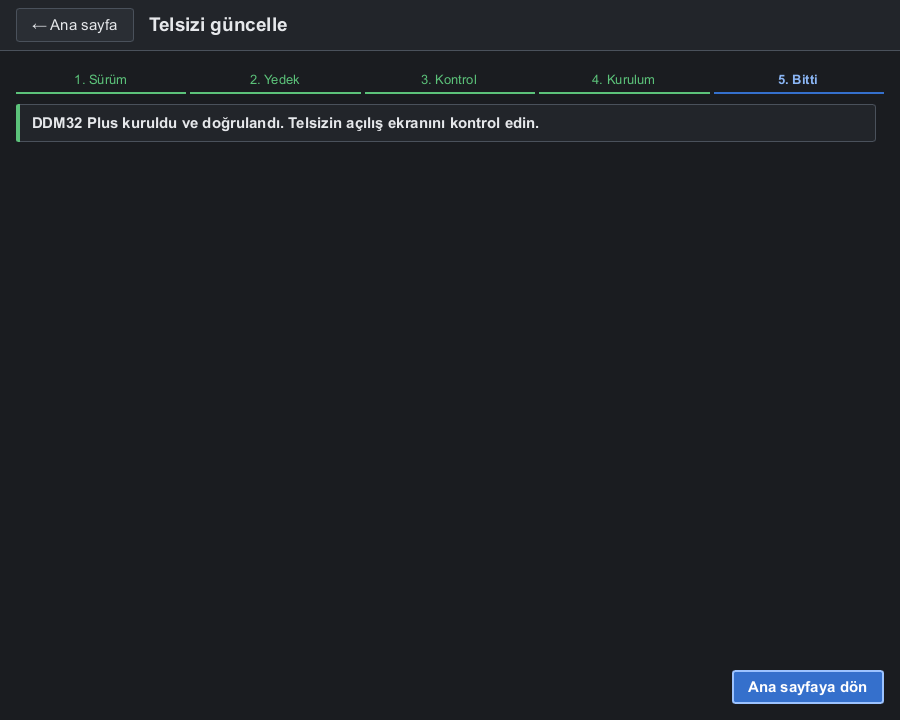 ← Ana sayfa
Telsizi güncelle
1. Sürüm
2. Yedek
3. Kontrol
4. Kurulum
5. Bitti
DDM32 Plus kuruldu ve doğrulandı. Telsizin açılış ekranını kontrol edin.
Ana sayfaya dön